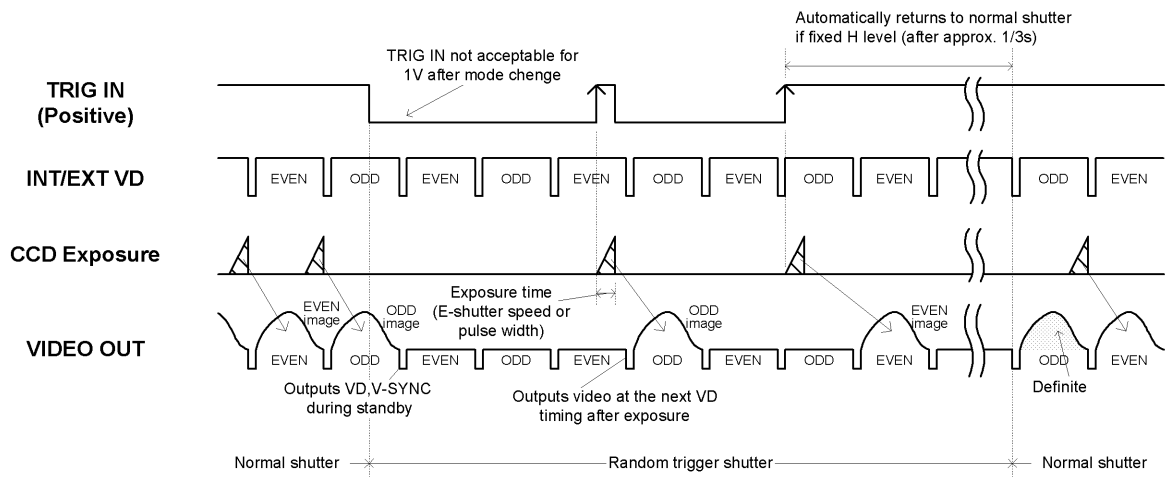 Automatically returns to normal shutter
if fixed H level (after approx. 1/3s)
TRIG IN not acceptable for
1V after mode chenge
TRIG IN
(Positive)
INT/EXT VD
EVEN ODD EVEN ODD EVEN ODD EVEN ODD EVEN ODD EVEN
CCD Exposure
Exposure time
(E-shutter speed or
pulse width)
EVEN
image
ODD
image
ODD
image
EVEN
image
VIDEO OUT
EVEN ODD EVEN ODD EVEN ODD EVEN ODD EVEN ODD EVEN
Outputs VD,V-SYNC
during standby
Outputs video at the next VD
timing after exposure
Definite
Normal shutter
Random trigger shutter
Normal shutter